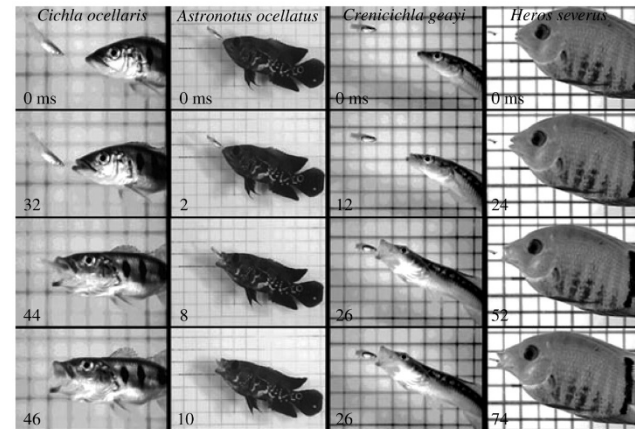 Cichla ocellaris Astronotus ocellatus Crenicichla geayi Heros severus
0 ms 0 ms 0 ms 0 ms
32 2 12 24
44 8 26 52
46 10 26 74